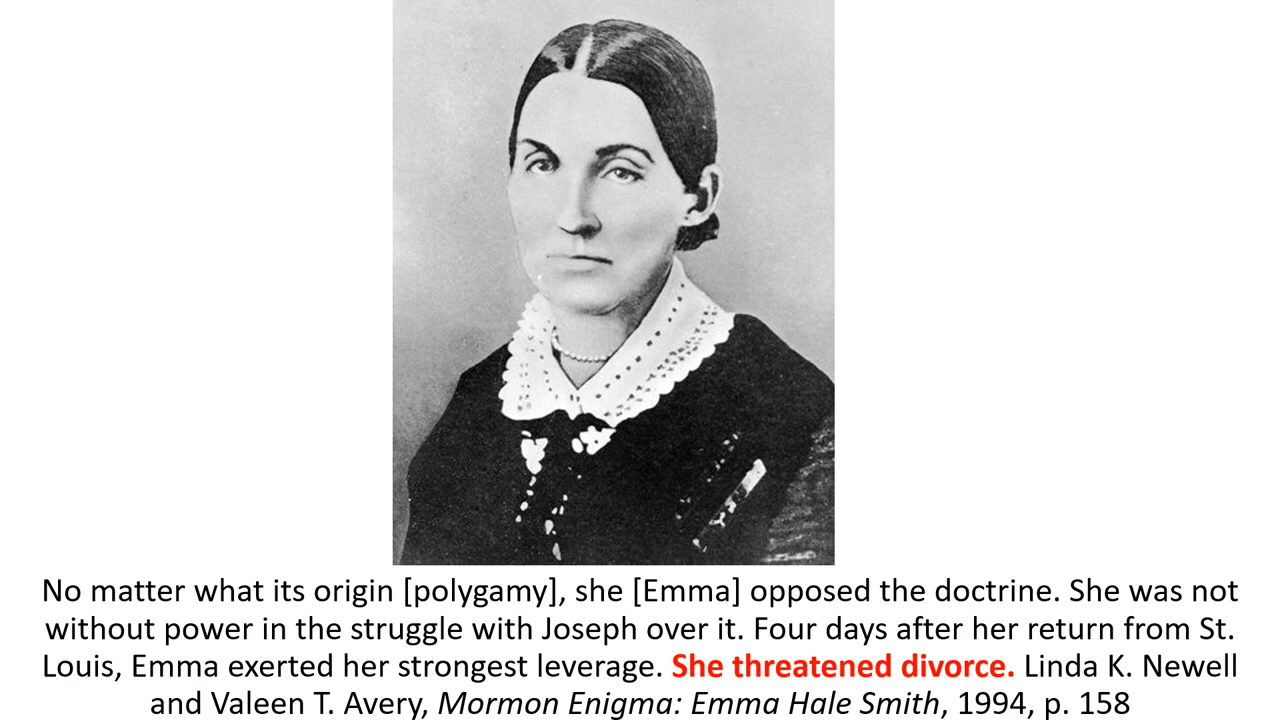 No matter what its origin [polygamy], she [Emma] opposed the doctrine. She was not
without power in the struggle with Joseph over it. Four days after her return from St.
Louis, Emma exerted her strongest leverage. She threatened divorce. Linda K. Newell
and Valeen T. Avery, Mormon Enigma: Emma Hale Smith, 1994, p. 158